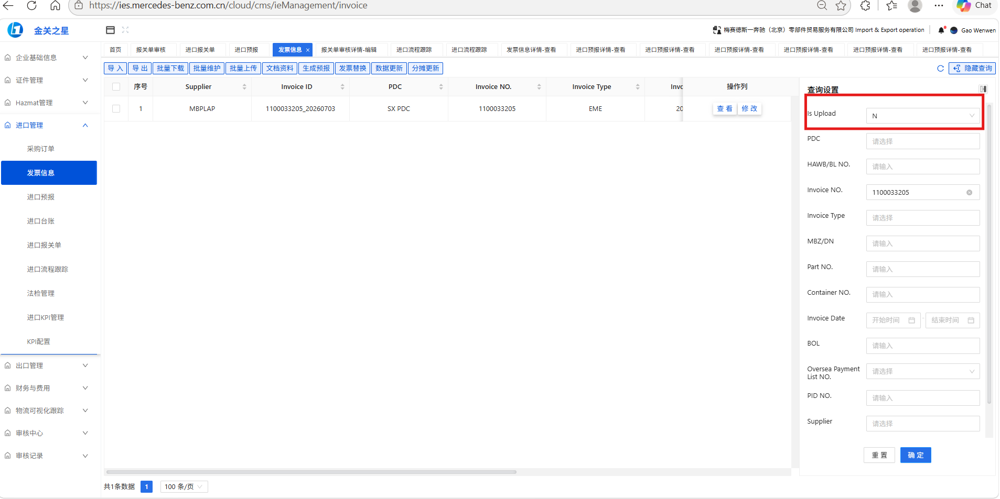 https://ies.mercedes-benz.com.cn/cloud/cms/ieManagement/invoice
Chat
金关之星
梅赛德斯一奔驰（北京）零部件贸易服务有限公司 Import & Export operation
Gao Wenwen
企业基础信息
证件管理
Hazmat管理
进口管理
采购订单
发票信息
进口预报
进口台账
进口报关单
进口流程跟踪
法检管理
进口KPI管理
KPI配置
出口管理
财务与费用
物流可视化跟踪
审核中心
审核记录
首页 报关单审核 进口报关单 进口预报 发票信息 × 报关单审核详情-编辑 进口流程跟踪 进口流程跟踪 发票信息详情-查看 进口预报详情-查看 进口预报详情-查看 进口预报详情-查看 进口预报详情-查看 进口预报详情-查看 进口预报详情-查看
导 入 导 出 批量下载 批量维护 批量上传 文档资料 生成预报 发票替换 数据更新 分摊更新 隐藏查询
序号 Supplier Invoice ID PDC Invoice NO. Invoice Type Invo 操作列
1 MBPLAP 1100033205_20260703 SX PDC 1100033205 EME 20 查 看 修 改
共1条数据 1 100 条/页
查询设置
Is Upload N
PDC 请选择
HAWB/BL NO. 请输入
Invoice NO. 1100033205
Invoice Type 请选择
MBZ/DN 请输入
Part NO. 请输入
Container NO. 请输入
Invoice Date 开始时间 - 结束时间
BOL 请输入
Oversea Payment
List NO. 请选择
PID NO. 请输入
Supplier 请选择
重 置 确 定